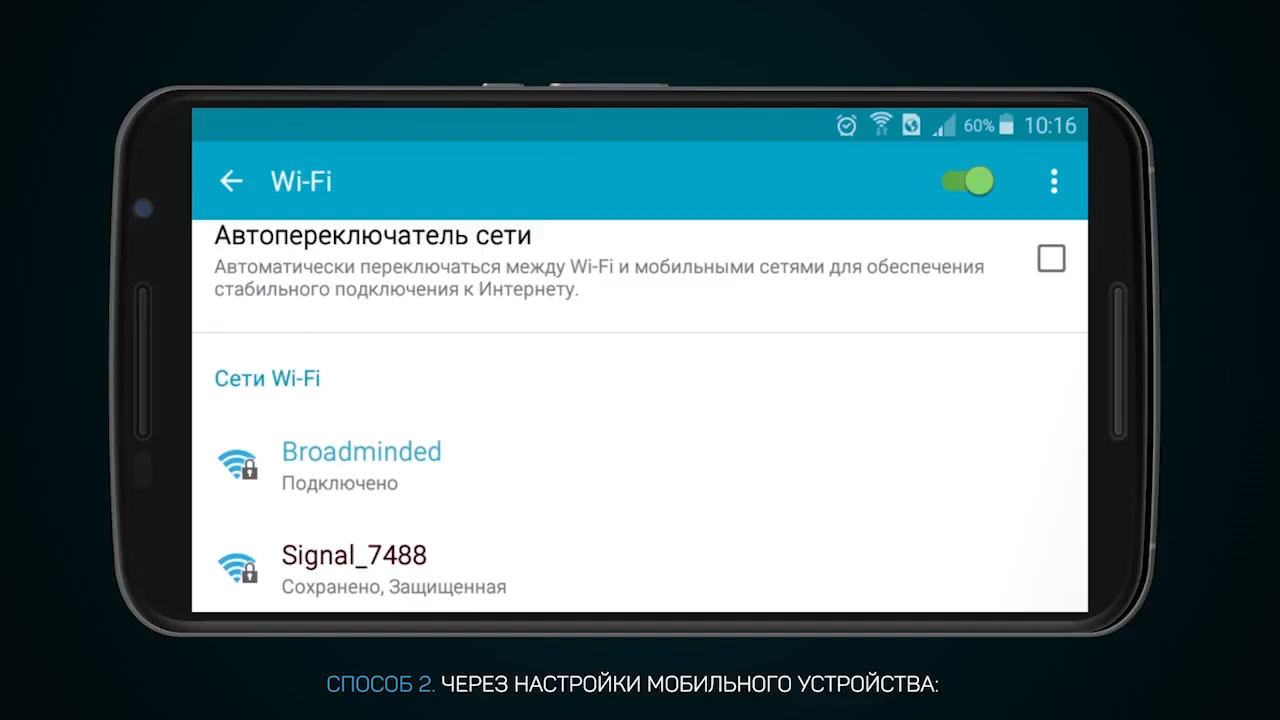 60% 10:16
Wi-Fi
Автопереключатель сети
Автоматически переключаться между Wi-Fi и мобильными сетями для обеспечения
стабильного подключения к Интернету.
Сети Wi-Fi
Broadminded
Подключено
Signal_7488
Сохранено, Защищенная
СПОСОБ 2. ЧЕРЕЗ НАСТРОЙКИ МОБИЛЬНОГО УСТРОЙСТВА: